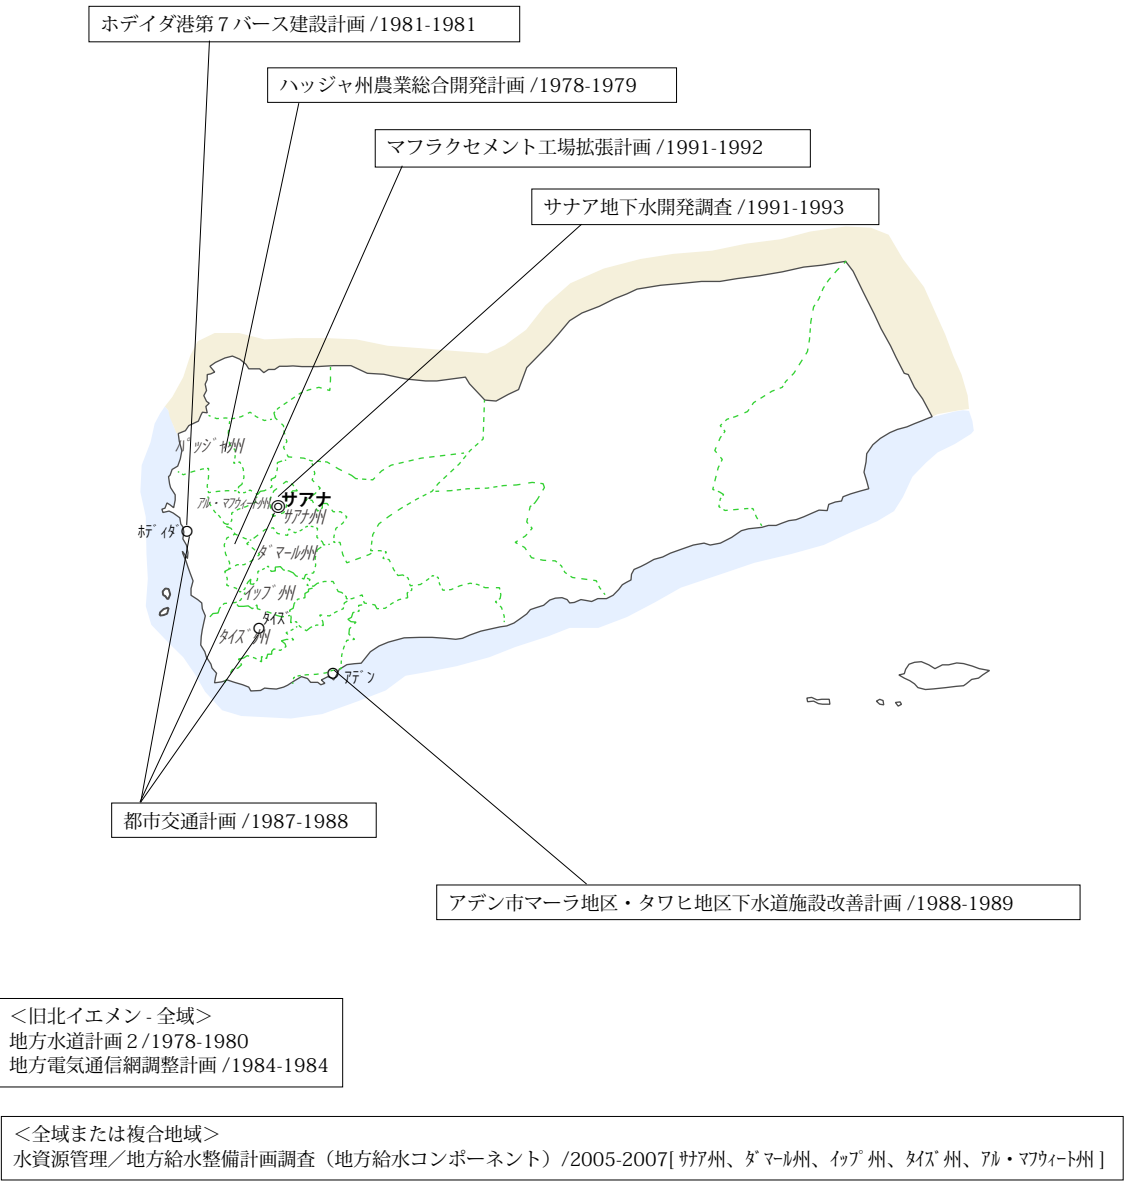 ホデイダ港第７バース建設計画 /1981-1981
ハッジャ州農業総合開発計画 /1978-1979
マフラクセメント工場拡張計画 /1991-1992
サナア地下水開発調査 /1991-1993
ﾊﾟｯｼﾞｬ州
ｱﾙ・ﾏﾌｳｨｰﾄ州
サアナ
ｻｱﾅ州
ﾎﾃﾞｨﾀﾞ
ﾀﾞﾏｰﾙ州
ｲｯﾌﾞ州
ﾀｲｽﾞ
ﾀｲｽﾞ州
ｱﾃﾞﾝ
都市交通計画 /1987-1988
アデン市マーラ地区・タワヒ地区下水道施設改善計画 /1988-1989
＜旧北イエメン - 全域＞
地方水道計画２/1978-1980
地方電気通信網調整計画 /1984-1984
＜全域または複合地域＞
水資源管理／地方給水整備計画調査（地方給水コンポーネント）/2005-2007[ ｻﾅｱ州、ﾀﾞﾏｰﾙ州、ｲｯﾌﾟ州、ﾀｲｽﾞ州、ｱﾙ・ﾏﾌｳｨｰﾄ州 ]